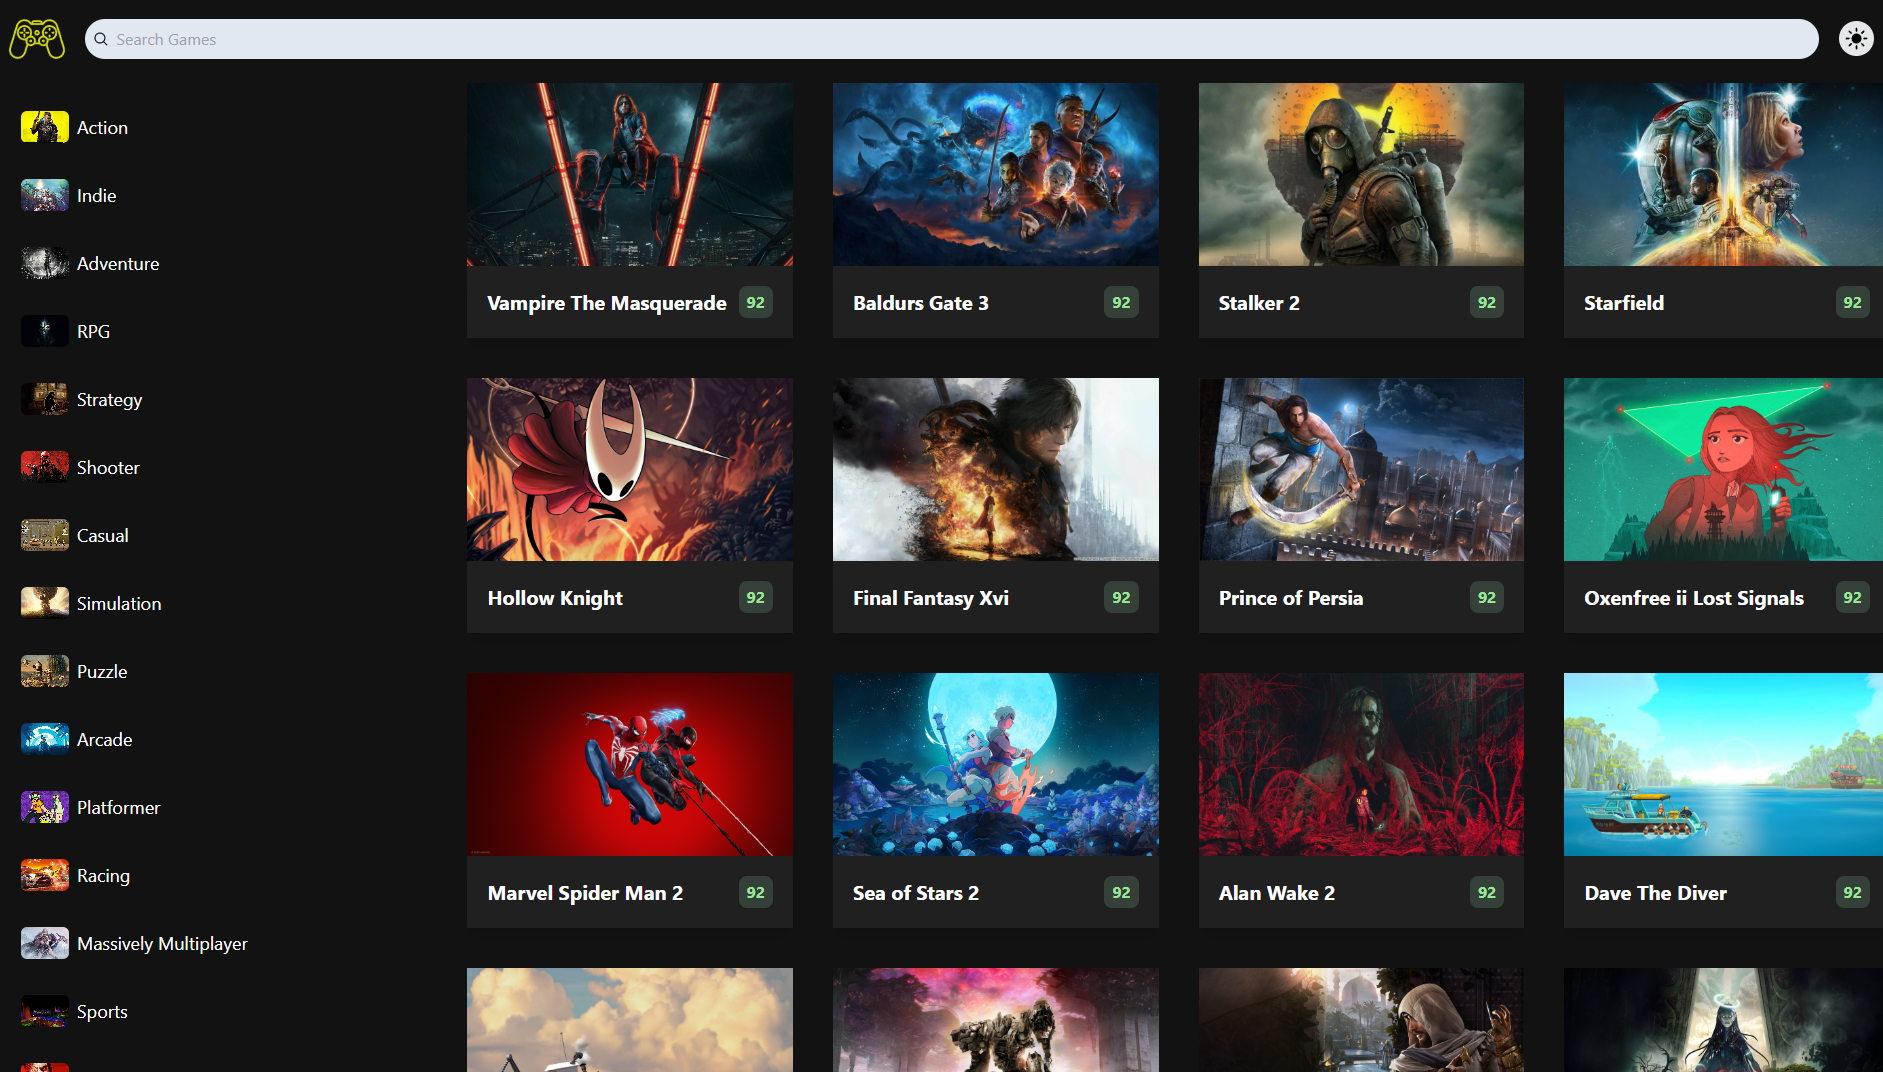 Search Games
Action
Indie
Adventure
RPG
Strategy
Shooter
Casual
Simulation
Puzzle
Arcade
Platformer
Racing
Massively Multiplayer
Sports
Vampire The Masquerade 92
Baldurs Gate 3 92
Stalker 2 92
Starfield 92
Hollow Knight 92
Final Fantasy Xvi 92
Prince of Persia 92
Oxenfree ii Lost Signals 92
Marvel Spider Man 2 92
Sea of Stars 2 92
Alan Wake 2 92
Dave The Diver 92